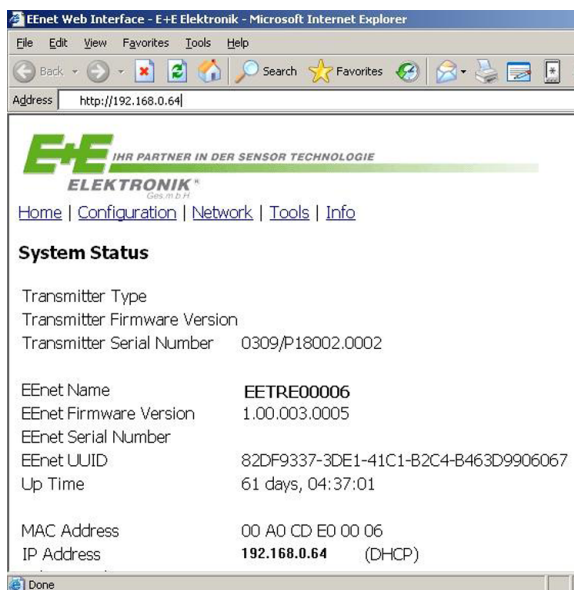 EEnet Web Interface - E+E Elektronik - Microsoft Internet Explorer
File Edit View Favorites Tools Help
Back Search Favorites
Address http://192.168.0.64
E+E IHR PARTNER IN DER SENSOR TECHNOLOGIE
ELEKTRONIK®
Ges.m.b.H
Home | Configuration | Network | Tools | Info
System Status
Transmitter Type
Transmitter Firmware Version
Transmitter Serial Number 0309/P18002.0002
EEnet Name EETRE00006
EEnet Firmware Version 1.00.003.0005
EEnet Serial Number
EEnet UUID 82DF9337-3DE1-41C1-B2C4-B463D9906067
Up Time 61 days, 04:37:01
MAC Address 00 A0 CD E0 00 06
IP Address 192.168.0.64 (DHCP)
Done